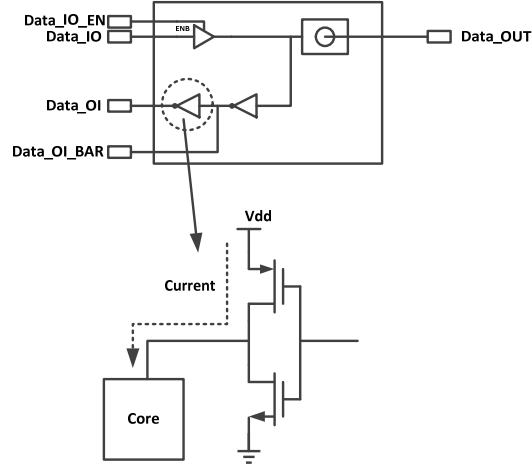 Data_IO_EN
ENB
Data_IO
Data_OUT
Data_OI
Data_OI_BAR
Vdd
Current
Core